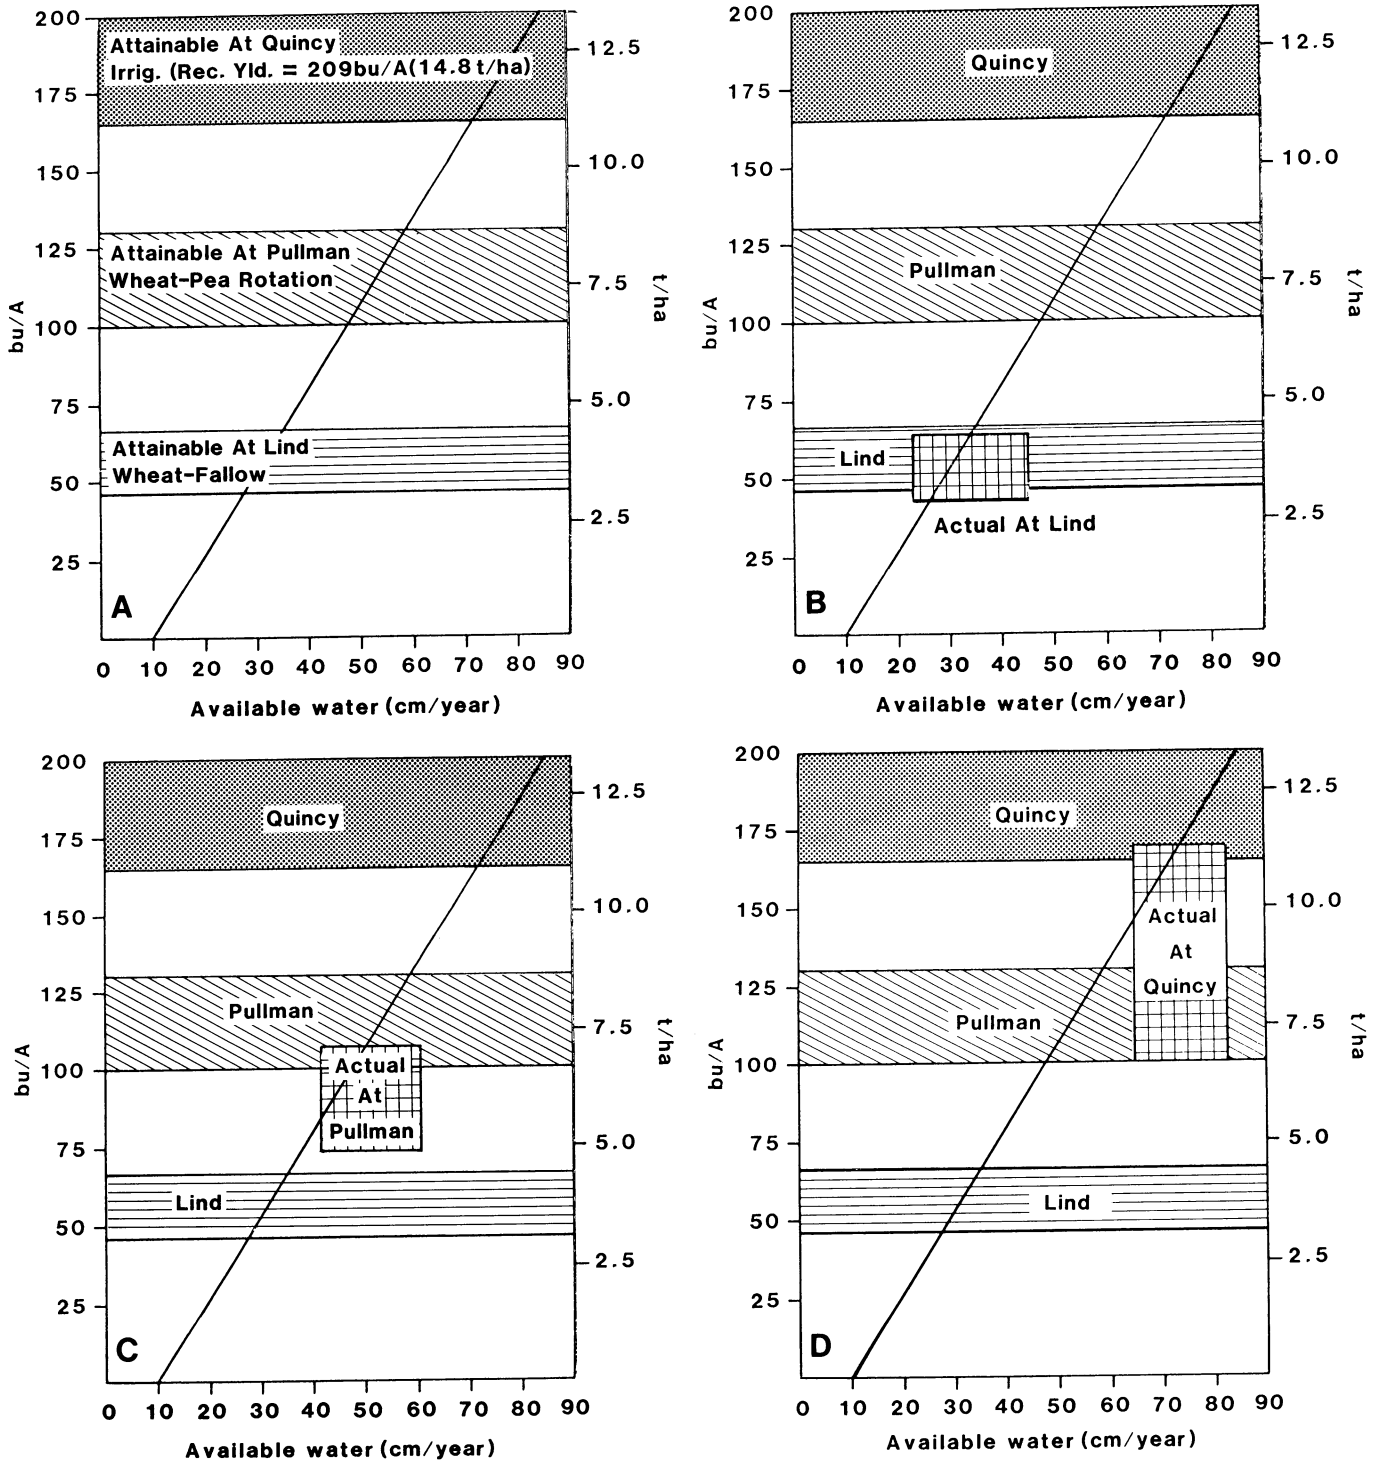 200
175
150
125
100
75
50
25
bu/A
Attainable At Quincy
Irrig. (Rec. Yld. = 209bu/A(14.8 t/ha)
Attainable At Pullman
Wheat-Pea Rotation
Attainable At Lind
Wheat-Fallow
A
12.5
10.0
7.5
5.0
2.5
t/ha
0 10 20 30 40 50 60 70 80 90
Available water (cm/year)
200
175
150
125
100
75
50
25
bu/A
Quincy
Pullman
Lind
Actual At Lind
B
12.5
10.0
7.5
5.0
2.5
t/ha
0 10 20 30 40 50 60 70 80 90
Available water (cm/year)
200
175
150
125
100
75
50
25
bu/A
Quincy
Pullman
Actual
At
Pullman
Lind
C
12.5
10.0
7.5
5.0
2.5
t/ha
0 10 20 30 40 50 60 70 80 90
Available water (cm/year)
200
175
150
125
100
75
50
25
bu/A
Quincy
Actual
At
Quincy
Pullman
Lind
D
12.5
10.0
7.5
5.0
2.5
t/ha
0 10 20 30 40 50 60 70 80 90
Available water (cm/year)